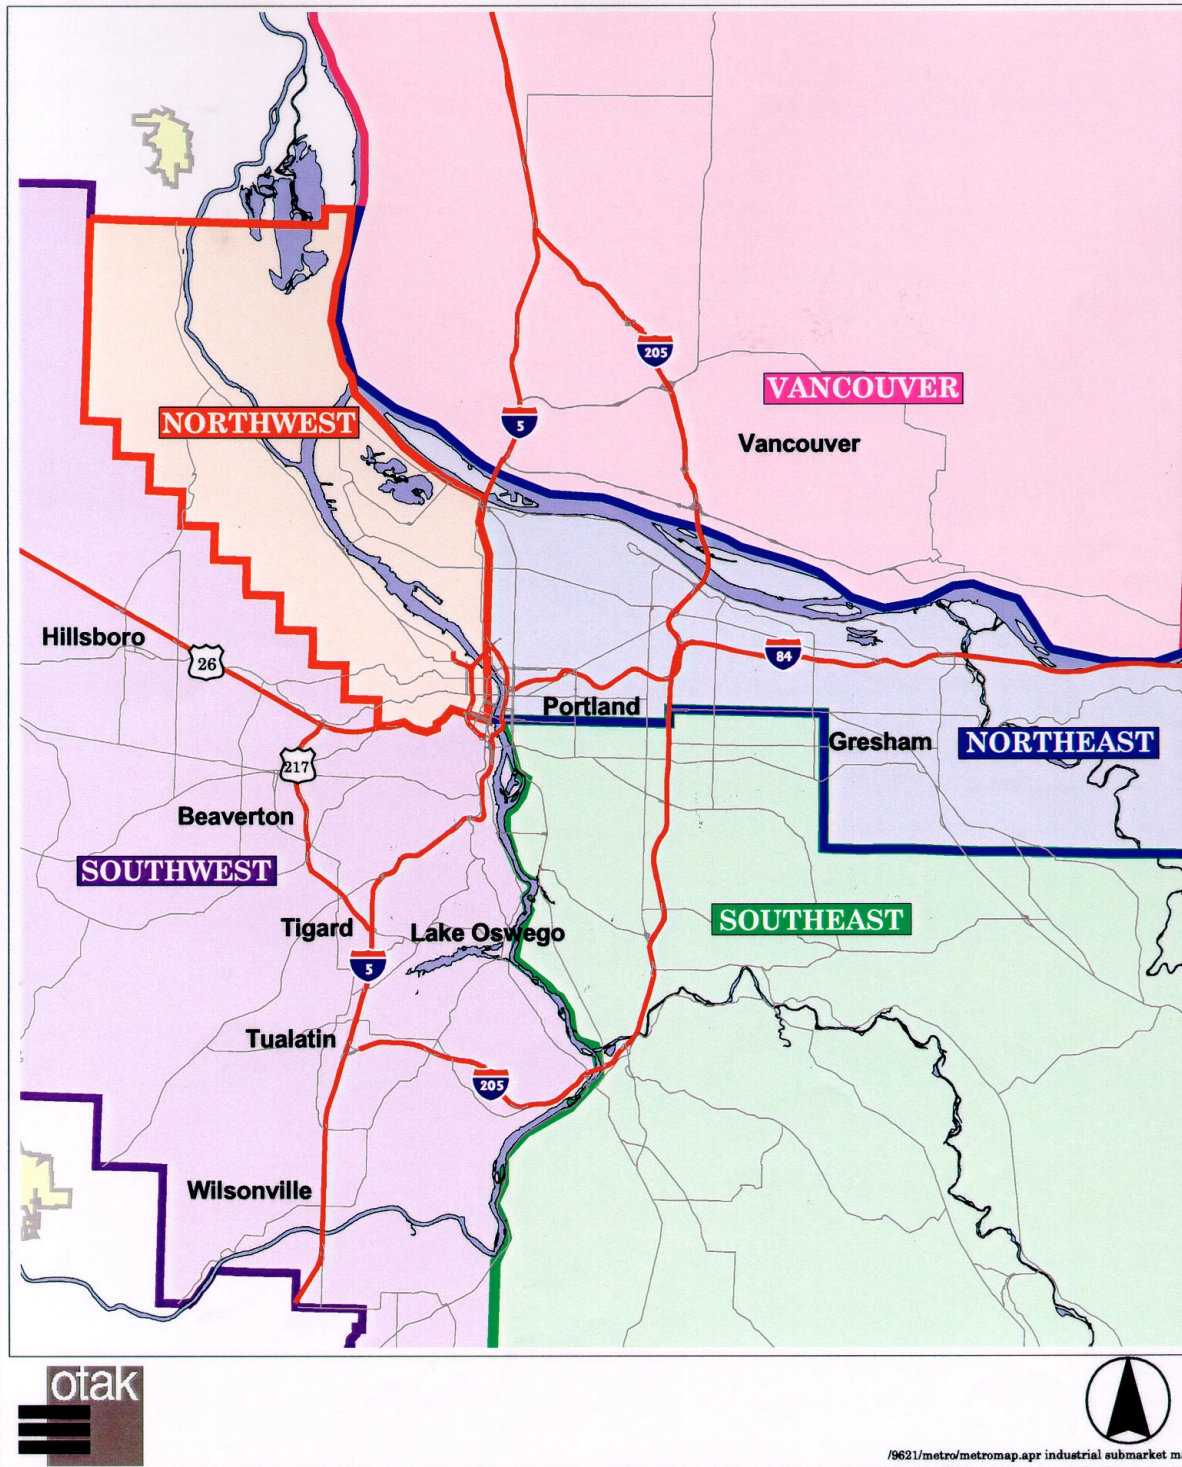 205
VANCOUVER
NORTHWEST
5
Vancouver
Hillsboro
26
84
Portland
Gresham
NORTHEAST
217
Beaverton
SOUTHWEST
SOUTHEAST
Tigard
Lake Oswego
5
Tualatin
205
Wilsonville
otak
/9621/metro/metromap.apr industrial submarket m